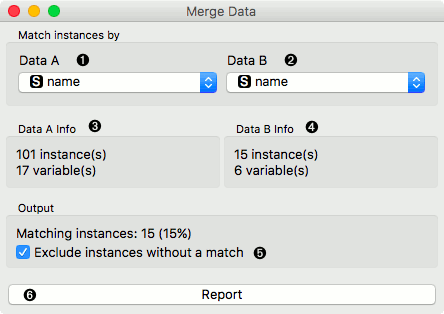 Merge Data
Match instances by
Data A ❶ Data B ❷
S name S name
Data A Info ❸ Data B Info ❹
101 instance(s) 15 instance(s)
17 variable(s) 6 variable(s)
Output
Matching instances: 15 (15%)
Exclude instances without a match ❺
❻ Report